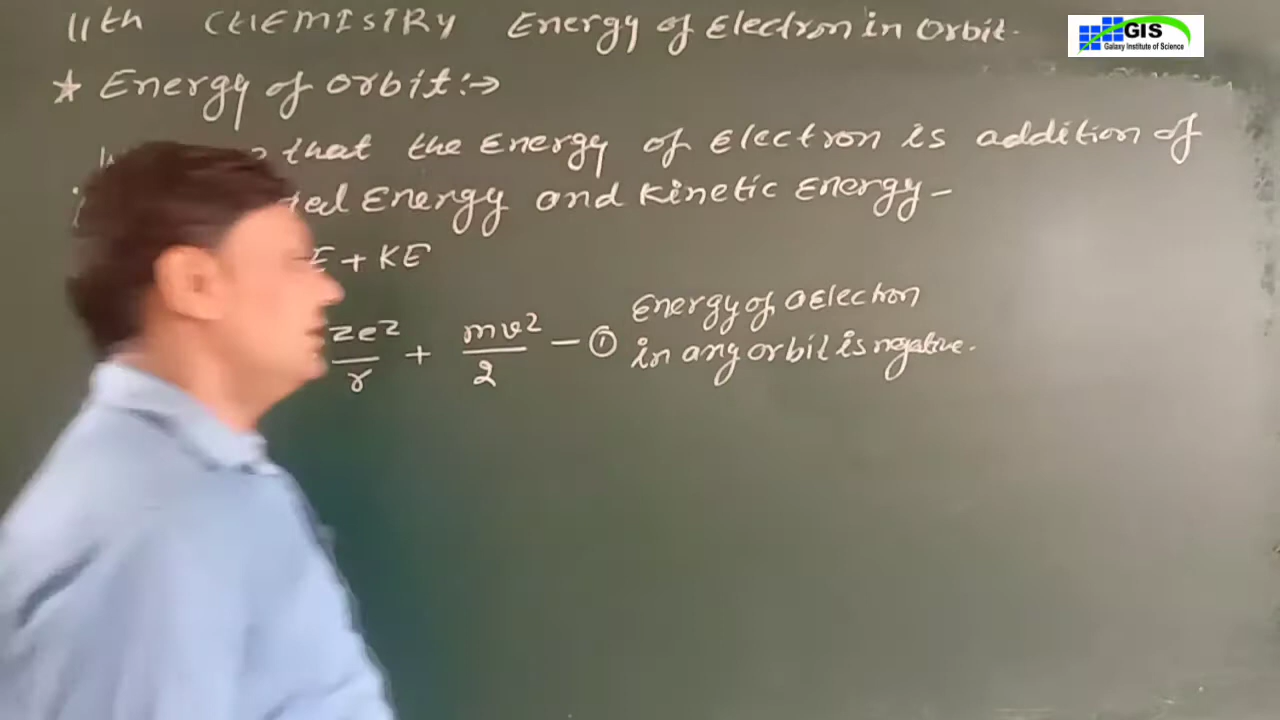 11th CHEMISTRY Energy of Electron in Orbit.
GIS
Galaxy Institute of Science
* Energy of orbit:→
that the Energy of Electron is addition of
Energy and Kinetic Energy -
E + KE
ze²/r + mv²/2 - ①
Energy of a Electron
in any orbit is negative.